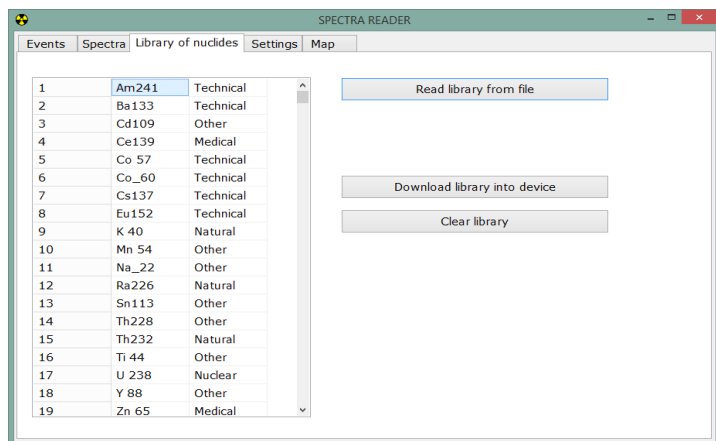 SPECTRA READER
Events Spectra Library of nuclides Settings Map
1 Am241 Technical
2 Ba133 Technical
3 Cd109 Other
4 Ce139 Medical
5 Co 57 Technical
6 Co_60 Technical
7 Cs137 Technical
8 Eu152 Technical
9 K 40 Natural
10 Mn 54 Other
11 Na_22 Other
12 Ra226 Natural
13 Sn113 Other
14 Th228 Other
15 Th232 Natural
16 Ti 44 Other
17 U 238 Nuclear
18 Y 88 Other
19 Zn 65 Medical
Read library from file
Download library into device
Clear library